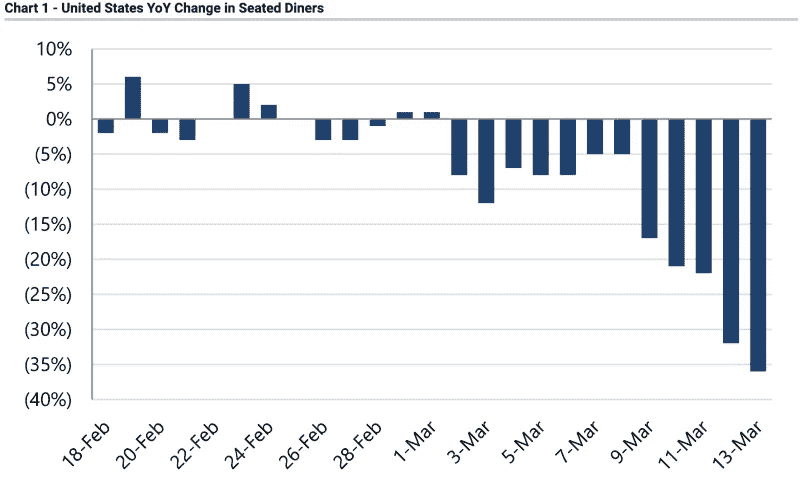 Chart 1 - United States YoY Change in Seated Diners
10%
5%
0%
(5%)
(10%)
(15%)
(20%)
(25%)
(30%)
(35%)
(40%)
18-Feb
20-Feb
22-Feb
24-Feb
26-Feb
28-Feb
1-Mar
3-Mar
5-Mar
7-Mar
9-Mar
11-Mar
13-Mar